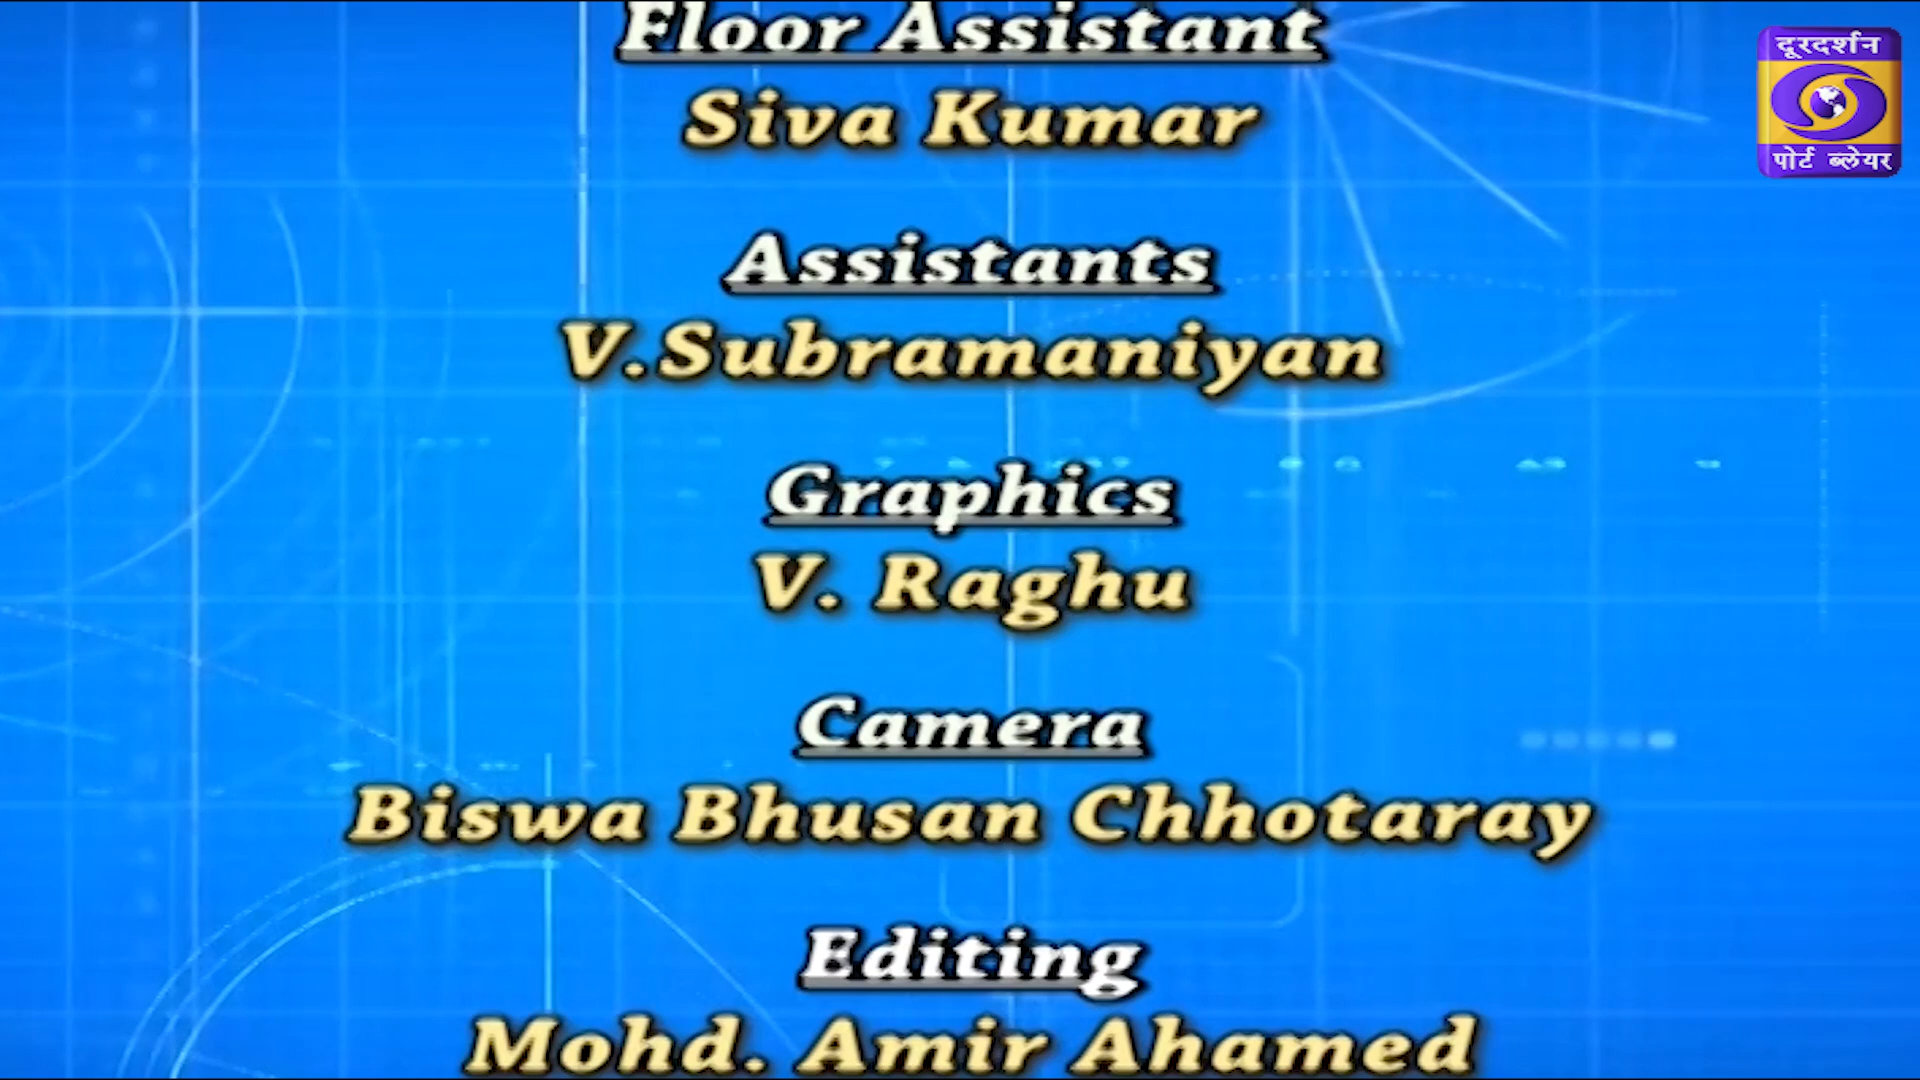 Floor Assistant
दूरदर्शन
Siva Kumar
पोर्ट ब्लेयर
Assistants
V.Subramaniyan
Graphics
V. Raghu
Camera
Biswa Bhusan Chhotaray
Editing
Mohd. Amir Ahamed